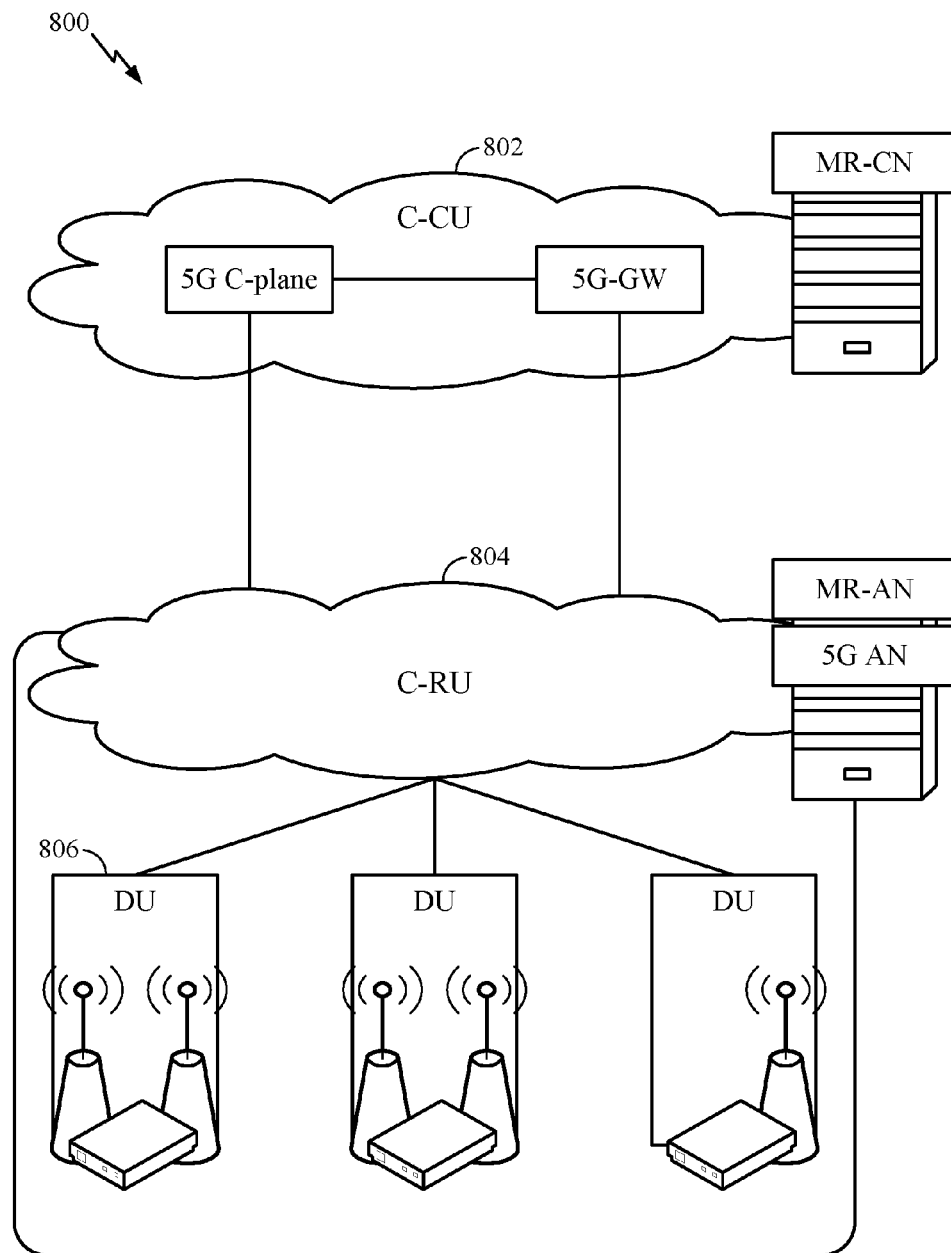 800
802
MR-CN
C-CU
5G C-plane
5G-GW
804
MR-AN
5G AN
C-RU
806
DU
DU
DU